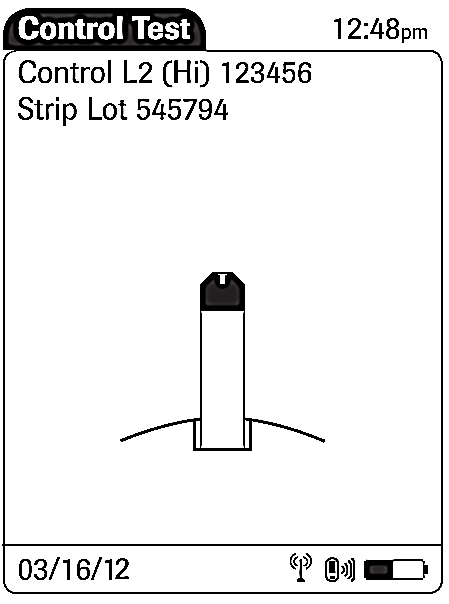 Control Test
12:48pm
Control L2 (Hi) 123456
Strip Lot 545794
03/16/12